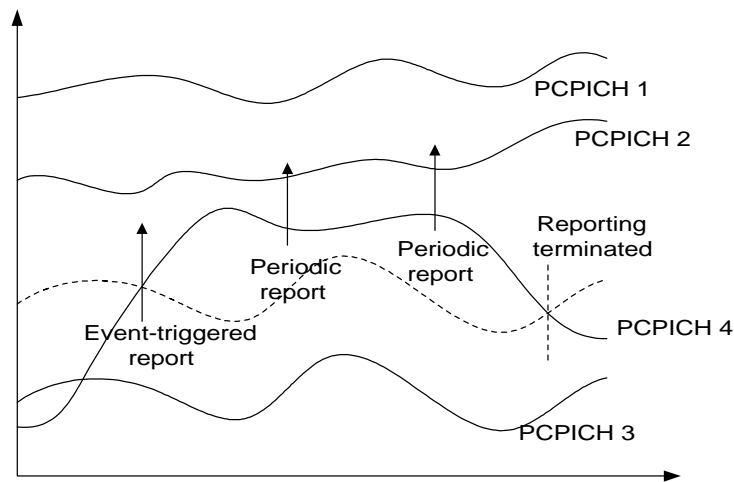 PCPICH 1
PCPICH 2
Reporting
terminated
Periodic
report
Periodic
report
Event-triggered
report
PCPICH 4
PCPICH 3